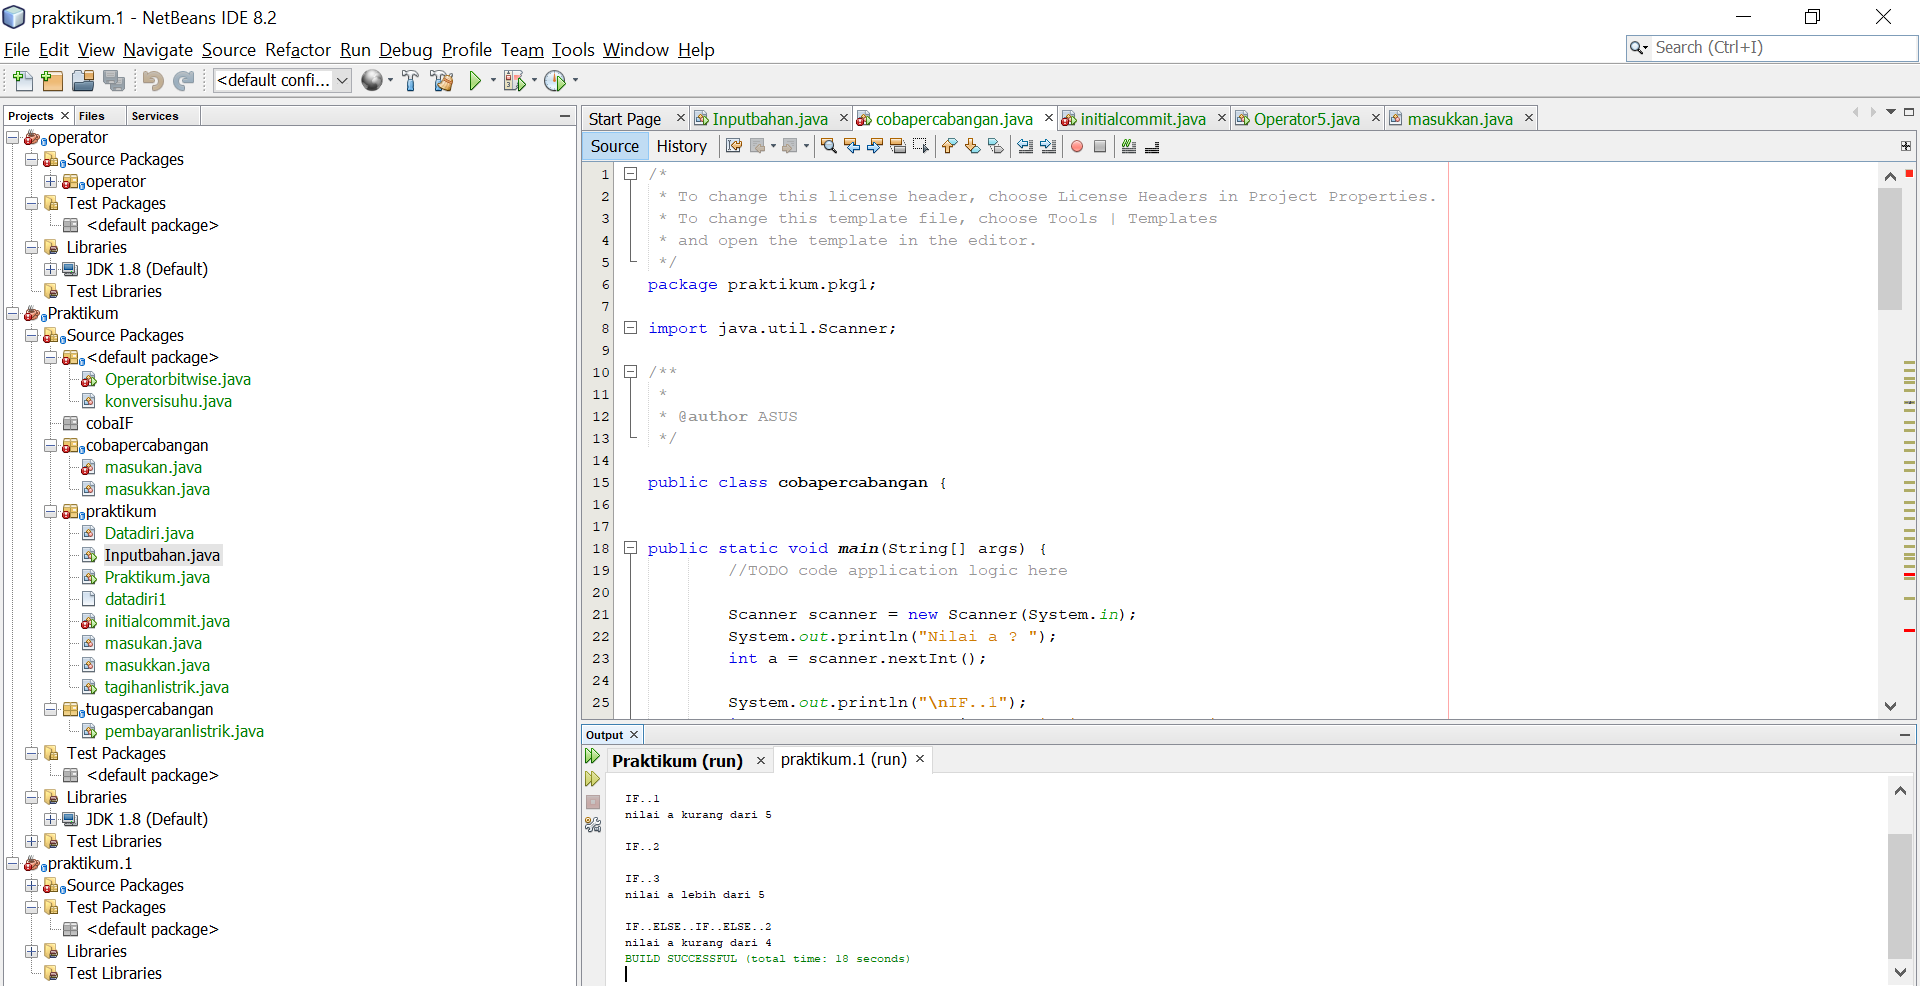 praktikum.1 - NetBeans IDE 8.2
File Edit View Navigate Source Refactor Run Debug Profile Team Tools Window Help
Search (Ctrl+I)
<default confi...
Projects Files Services
operator
Source Packages
operator
Test Packages
<default package>
Libraries
JDK 1.8 (Default)
Test Libraries
Praktikum
Source Packages
<default package>
Operatorbitwise.java
konversisuhu.java
cobaIF
cobapercabangan
masukan.java
masukkan.java
praktikum
Datadiri.java
Inputbahan.java
Praktikum.java
datadiri1
initialcommit.java
masukan.java
masukkan.java
tagihanlistrik.java
tugaspercabangan
pembayaranlistrik.java
Test Packages
<default package>
Libraries
JDK 1.8 (Default)
Test Libraries
praktikum.1
Source Packages
Test Packages
<default package>
Libraries
Test Libraries
Start Page Inputbahan.java cobapercabangan.java initialcommit.java Operator5.java masukkan.java
Source History
1 /*
2 * To change this license header, choose License Headers in Project Properties.
3 * To change this template file, choose Tools | Templates
4 * and open the template in the editor.
5 */
6 package praktikum.pkg1;
7
8 import java.util.Scanner;
9
10 /**
11 *
12 * @author ASUS
13 */
14
15 public class cobapercabangan {
16
17
18 public static void main(String[] args) {
19 //TODO code application logic here
20
21 Scanner scanner = new Scanner(System.in);
22 System.out.println("Nilai a ? ");
23 int a = scanner.nextInt();
24
25 System.out.println("\nIF..1");
Output
Praktikum (run) praktikum.1 (run)
IF..1
nilai a kurang dari 5
IF..2
IF..3
nilai a lebih dari 5
IF..ELSE..IF..ELSE..2
nilai a kurang dari 4
BUILD SUCCESSFUL (total time: 18 seconds)